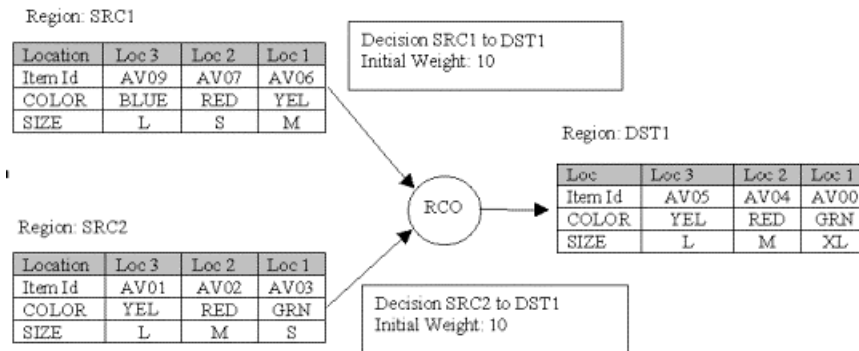 Region: SRC1
Location Loc 3 Loc 2 Loc 1
Item Id AV09 AV07 AV06
COLOR BLUE RED YEL
SIZE L S M
Decision SRC1 to DST1
Initial Weight: 10
Region: DST1
Loc Loc 3 Loc 2 Loc 1
Item Id AV05 AV04 AV00
COLOR YEL RED GRN
SIZE L M XL
RCO
Region: SRC2
Location Loc 3 Loc 2 Loc 1
Item Id AV01 AV02 AV03
COLOR YEL RED GRN
SIZE L M S
Decision SRC2 to DST1
Initial Weight: 10